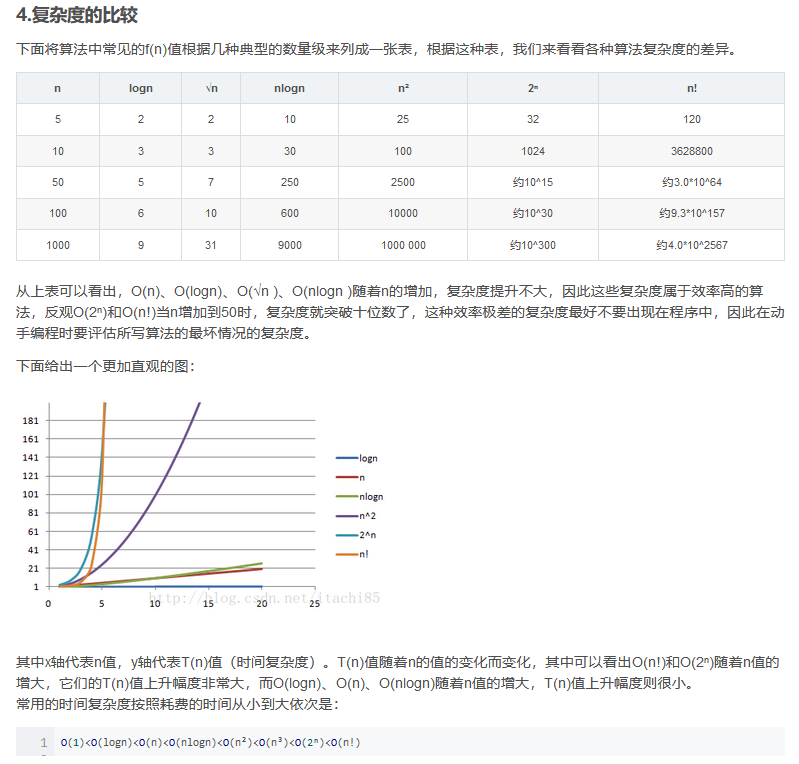 4.复杂度的比较
下面将算法中常见的f(n)值根据几种典型的数量级来列成一张表，根据这种表，我们来看看各种算法复杂度的差异。
n logn √n nlogn n² 2ⁿ n!
5 2 2 10 25 32 120
10 3 3 30 100 1024 3628800
50 5 7 250 2500 约10^15 约3.0*10^64
100 6 10 600 10000 约10^30 约9.3*10^157
1000 9 31 9000 1000 000 约10^300 约4.0*10^2567
从上表可以看出，O(n)、O(logn)、O(√n )、O(nlogn )随着n的增加，复杂度提升不大，因此这些复杂度属于效率高的算
法，反观O(2ⁿ)和O(n!)当n增加到50时，复杂度就突破十位数了，这种效率极差的复杂度最好不要出现在程序中，因此在动
手编程时要评估所写算法的最坏情况的复杂度。
下面给出一个更加直观的图：
181
161
141
121
101
81
61
41
21
1
0 5 10 15 20 25
logn
n
nlogn
n^2
2^n
n!
http://blog.csdn.net/itachi85
其中x轴代表n值，y轴代表T(n)值（时间复杂度）。T(n)值随着n的值的变化而变化，其中可以看出O(n!)和O(2ⁿ)随着n值的
增大，它们的T(n)值上升幅度非常大，而O(logn)、O(n)、O(nlogn)随着n值的增大，T(n)值上升幅度则很小。
常用的时间复杂度按照耗费的时间从小到大依次是：
1 O(1)<O(logn)<O(n)<O(nlogn)<O(n²)<O(n³)<O(2ⁿ)<O(n!)